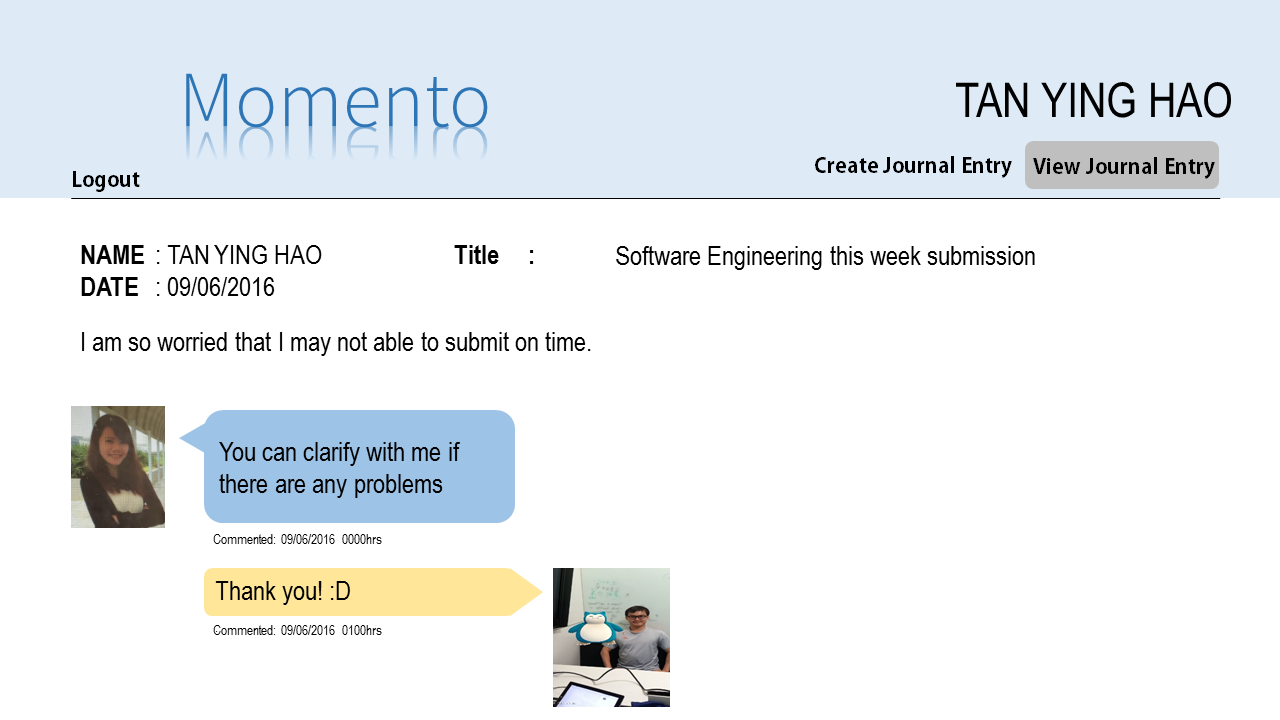 Momento
TAN YING HAO
Logout
Create Journal Entry
View Journal Entry
NAME : TAN YING HAO
Title : Software Engineering this week submission
DATE : 09/06/2016
I am so worried that I may not able to submit on time.
You can clarify with me if
there are any problems
Commented: 09/06/2016 0000hrs
Thank you! :D
Commented: 09/06/2016 0100hrs